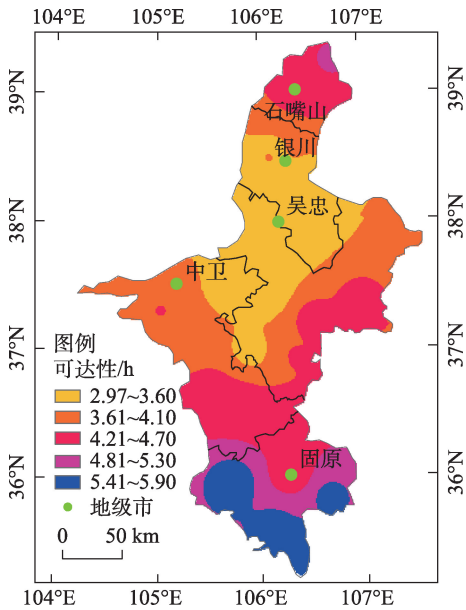 104°E 105°E 106°E 107°E
39°N 39°N
石嘴山
银川
吴忠
38°N 38°N
中卫
图例
37°N 37°N
可达性/h
2.97~3.60
3.61~4.10
4.21~4.70
4.81~5.30
固原
36°N 36°N
5.41~5.90
地级市
0 50 km
104°E 105°E 106°E 107°E